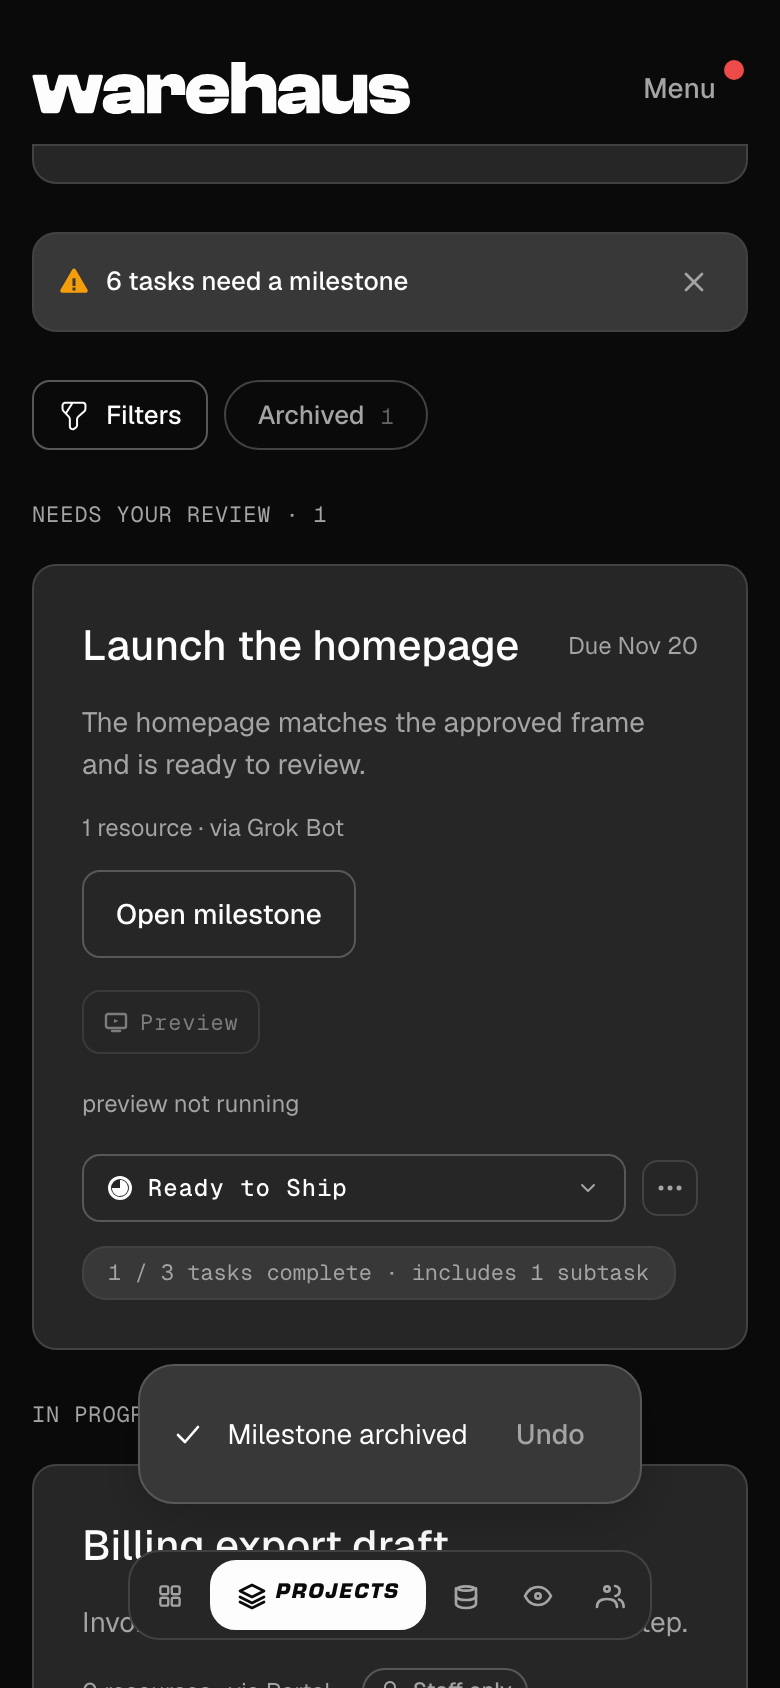 warehaus
Menu
6 tasks need a milestone
Filters
Archived 1
NEEDS YOUR REVIEW · 1
Launch the homepage
Due Nov 20
The homepage matches the approved frame
and is ready to review.
1 resource · via Grok Bot
Open milestone
Preview
preview not running
Ready to Ship
1 / 3 tasks complete · includes 1 subtask
IN
Milestone archived
Undo
Billing export draft
PROJECTS